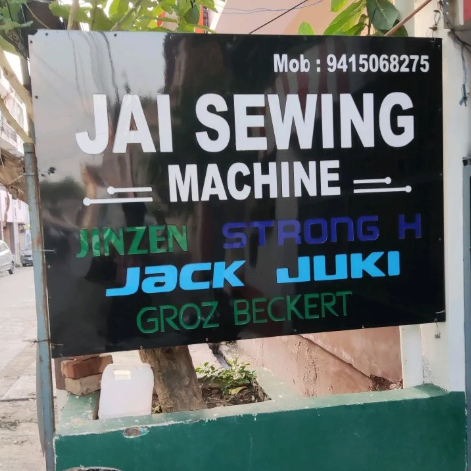 Mob : 9415068275
JAI SEWING
MACHINE
JINZEN STRONG H
JACK JUKI
GROZ BECKERT